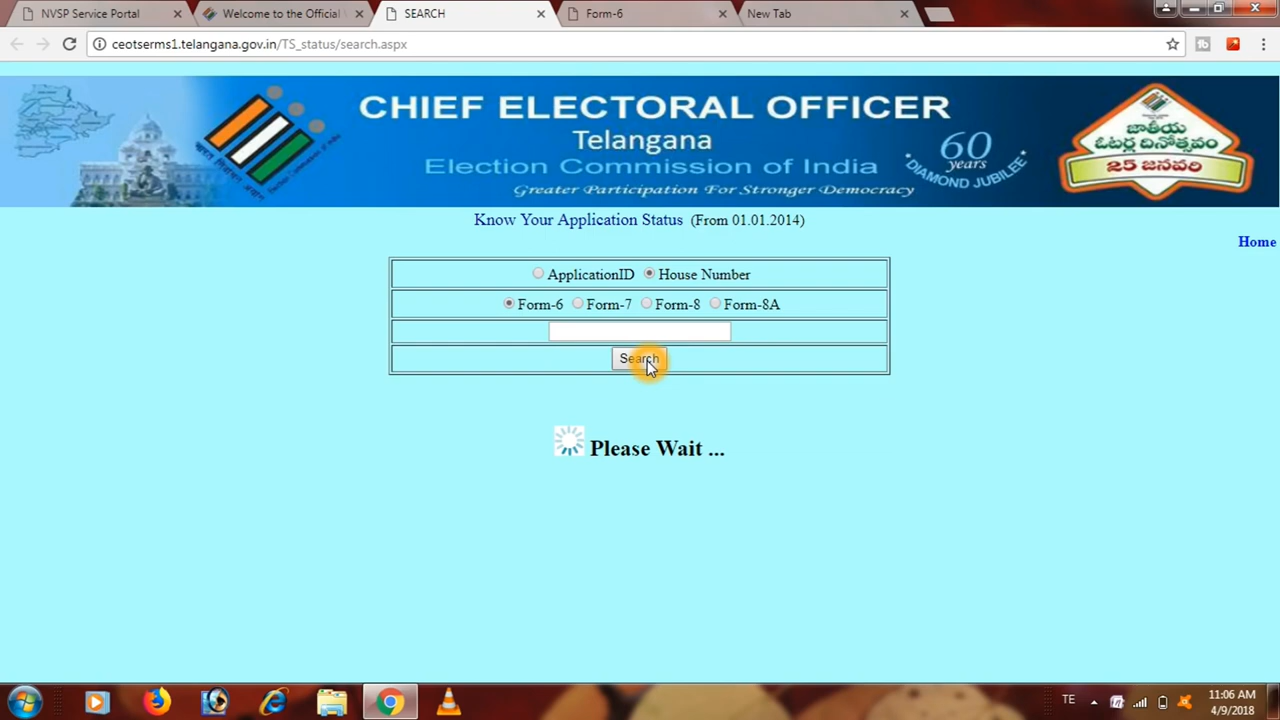 NVSP Service Portal
Welcome to the Official
SEARCH
Form-6
New Tab
ceotserms1.telangana.gov.in/TS_status/search.aspx
CHIEF ELECTORAL OFFICER
Telangana
Election Commission of India
Greater Participation For Stronger Democracy
60
years
DIAMOND JUBILEE
జాతీయ
ఓటర్ల దినోత్సవం
25 జనవరి
Know Your Application Status (From 01.01.2014)
Home
ApplicationID House Number
Form-6 Form-7 Form-8 Form-8A
Search
Please Wait ...
TE
11:06 AM
4/9/2018